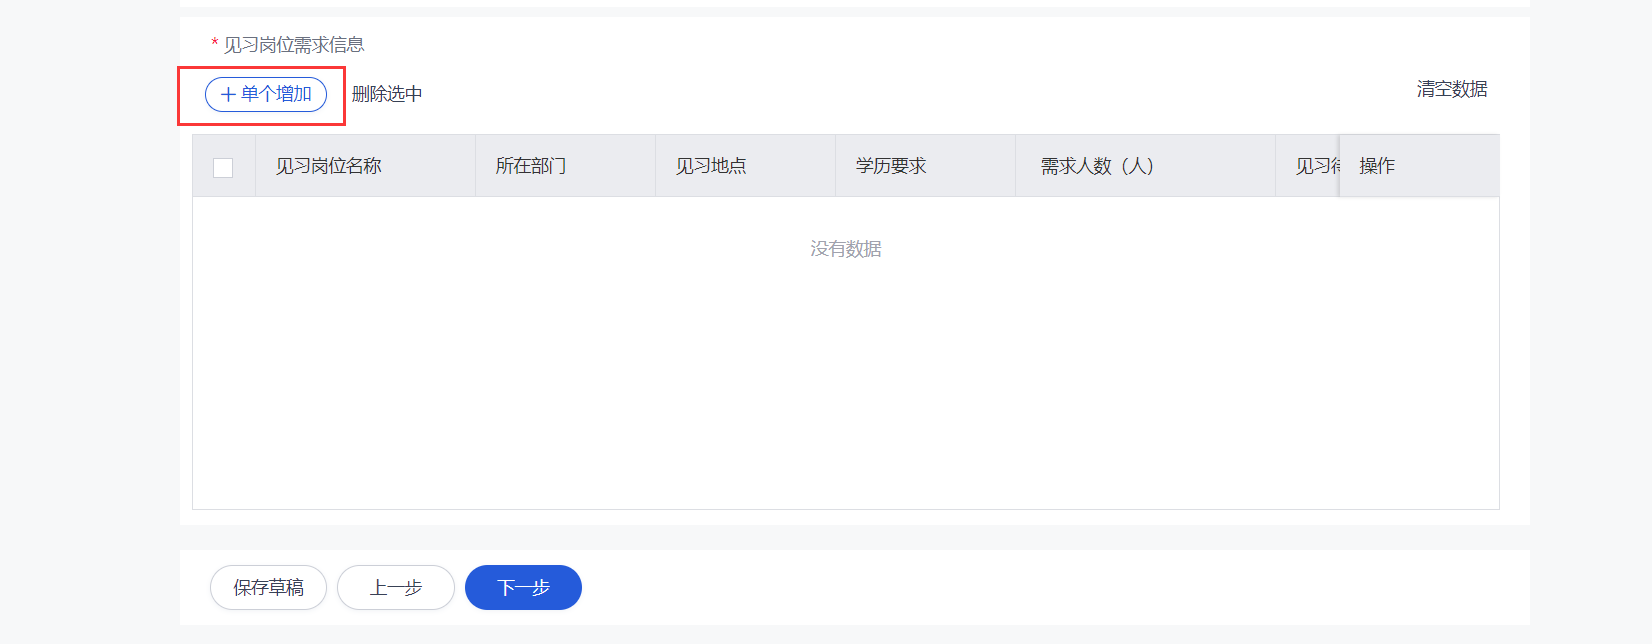 * 见习岗位需求信息
+ 单个增加 删除选中 清空数据
见习岗位名称 所在部门 见习地点 学历要求 需求人数（人） 见习 操作
没有数据
保存草稿 上一步 下一步